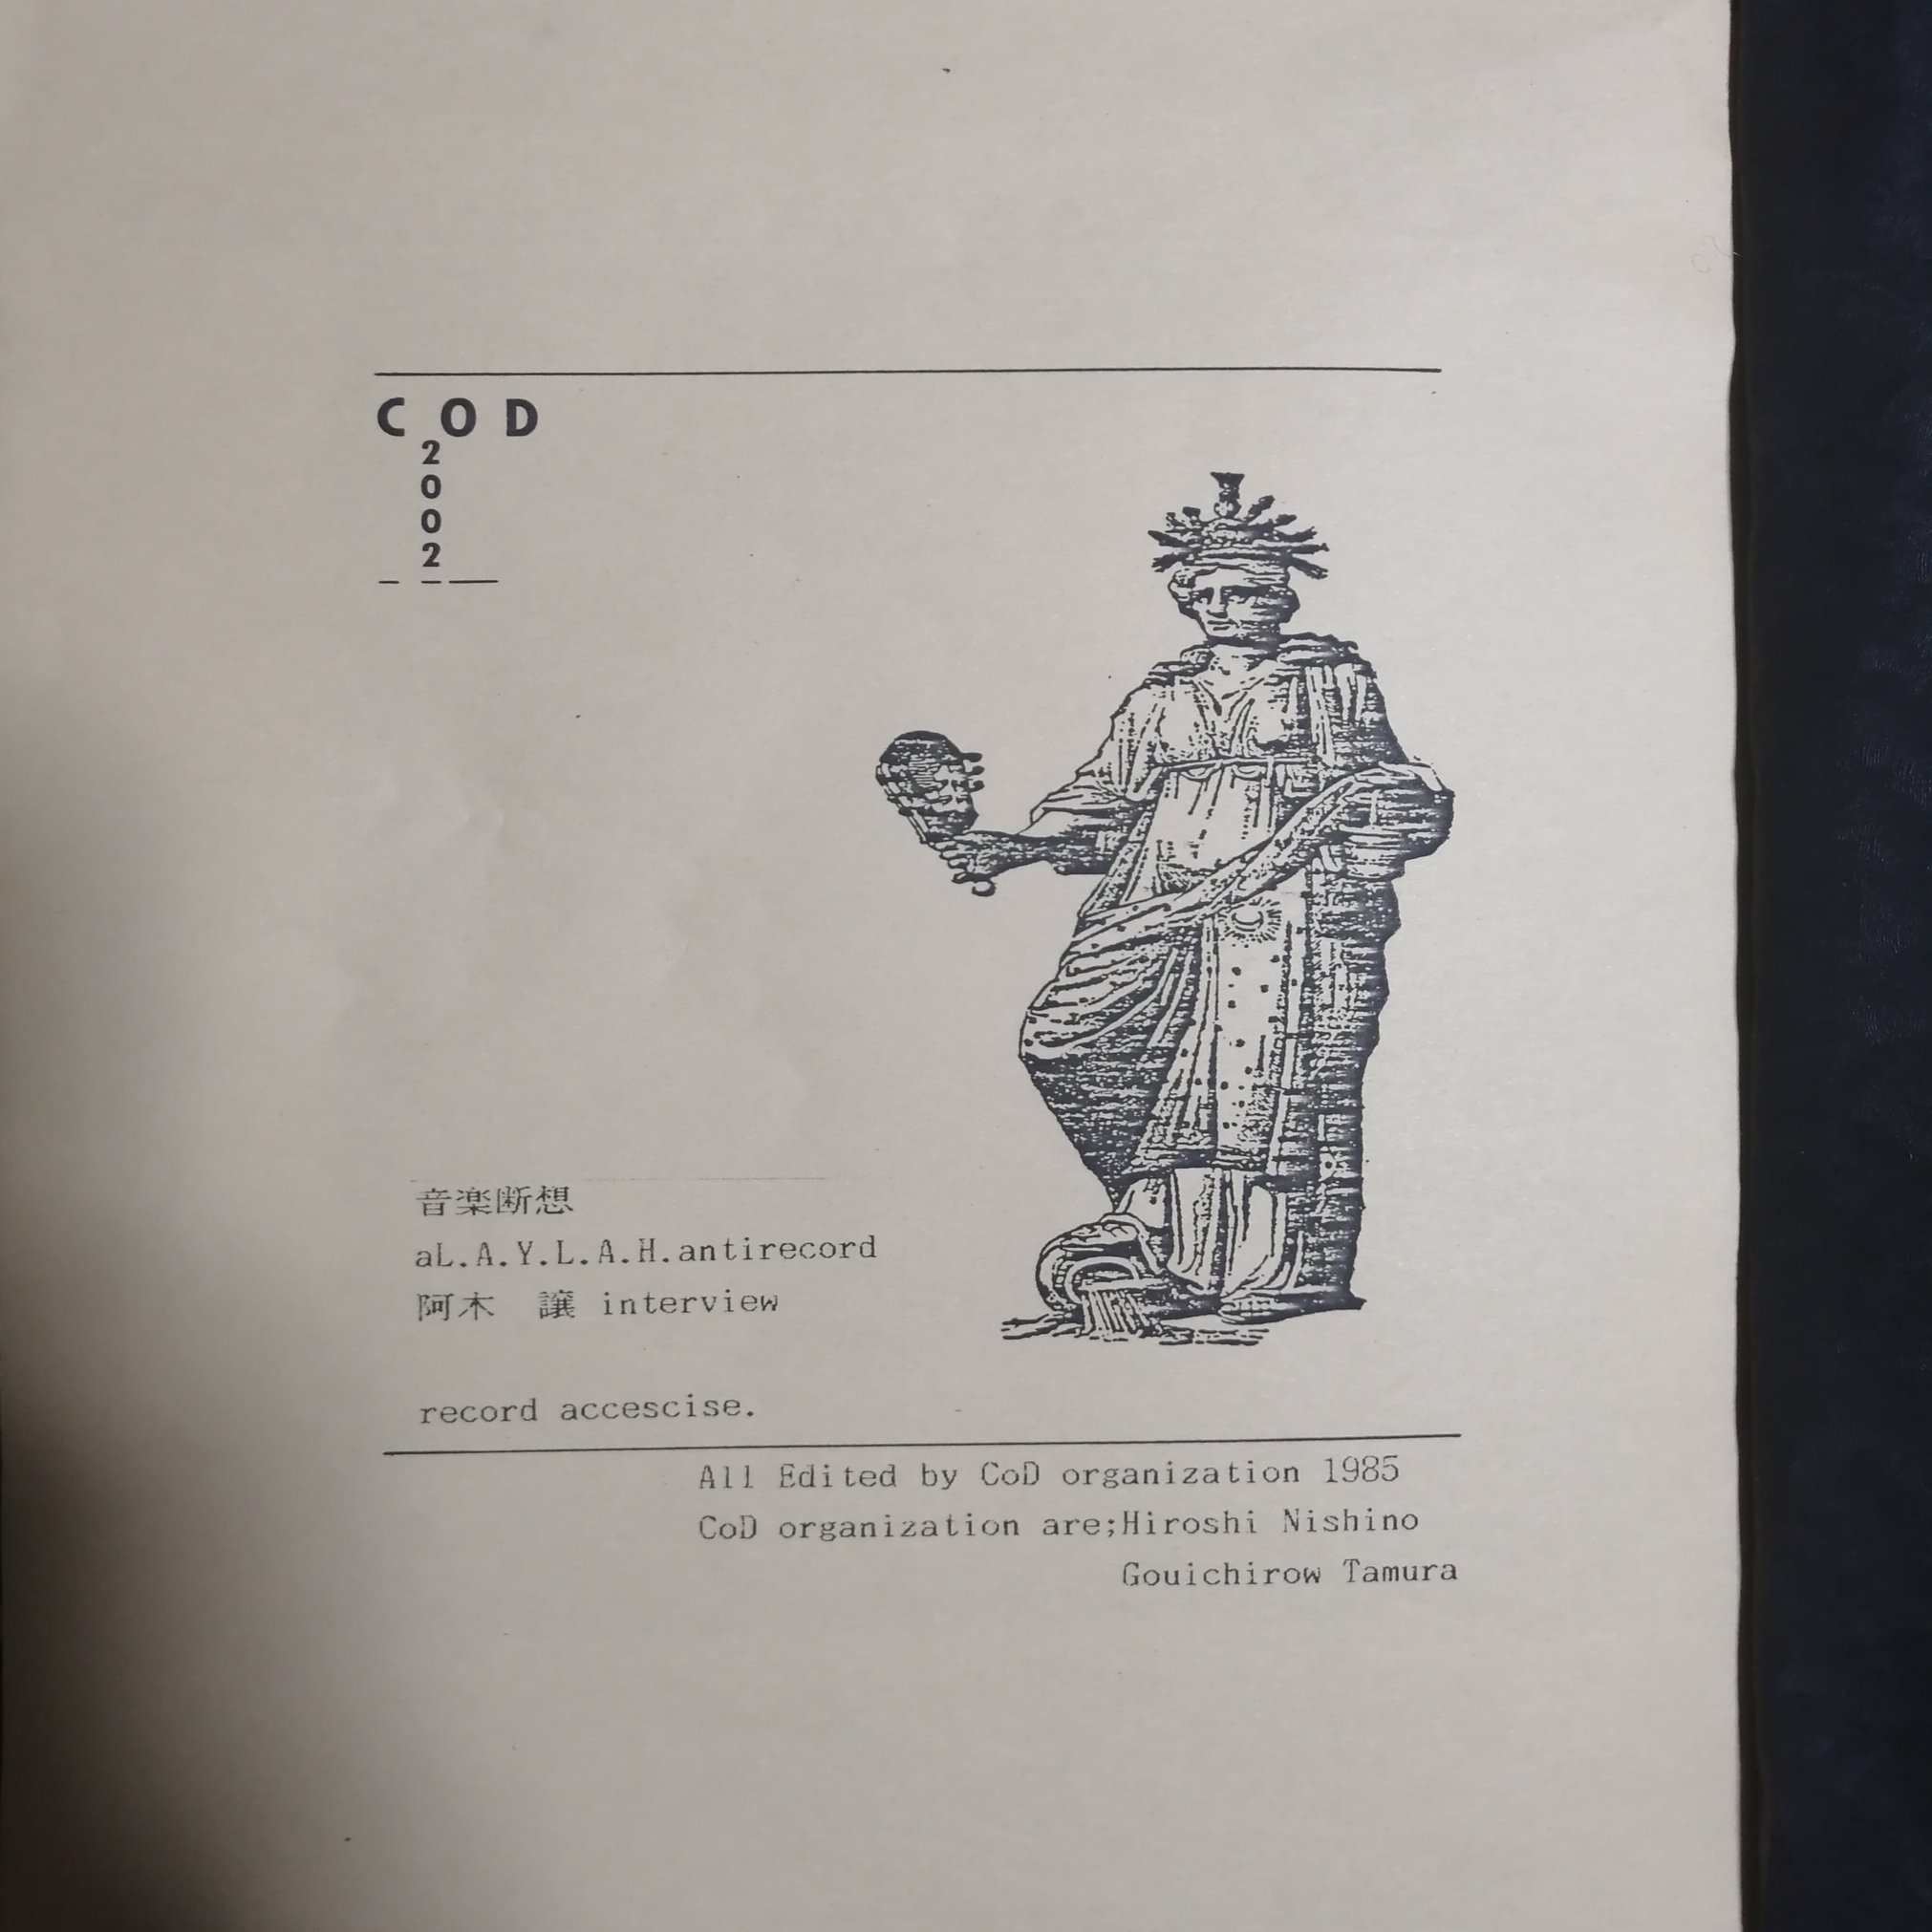 C O D
2
0
0
2
音楽断想
aL.A.Y.L.A.H.antirecord
阿木　譲 interview
record accescise.
All Edited by CoD organization 1985
CoD organization are;Hiroshi Nishino
Gouichirow Tamura